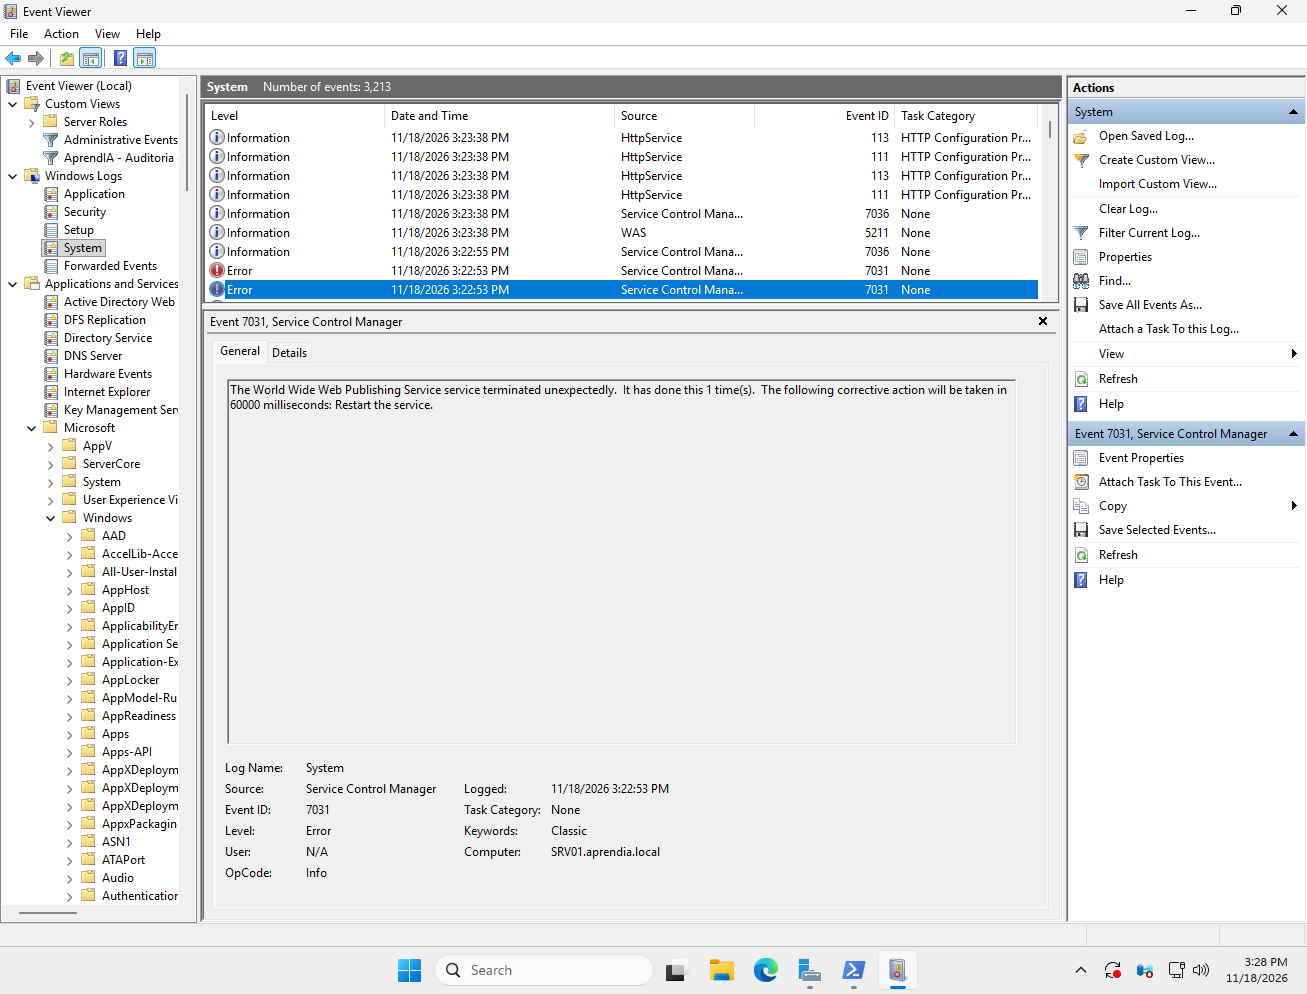 Event Viewer
File Action View Help
Event Viewer (Local)
Custom Views
Server Roles
Administrative Events
AprendIA - Auditoria
Windows Logs
Application
Security
Setup
System
Forwarded Events
Applications and Services
Active Directory Web
DFS Replication
Directory Service
DNS Server
Hardware Events
Internet Explorer
Key Management Serv
Microsoft
AppV
ServerCore
System
User Experience Vi
Windows
AAD
AccelLib-Acce
All-User-Instal
AppHost
AppID
ApplicabilityEn
Application Se
Application-Ex
AppLocker
AppModel-Ru
AppReadiness
Apps
Apps-API
AppXDeploym
AppXDeploym
AppXDeploym
AppxPackagin
ASN1
ATAPort
Audio
Authentication
System Number of events: 3,213
Level Date and Time Source Event ID Task Category
Information 11/18/2026 3:23:38 PM HttpService 113 HTTP Configuration Pr...
Information 11/18/2026 3:23:38 PM HttpService 111 HTTP Configuration Pr...
Information 11/18/2026 3:23:38 PM HttpService 113 HTTP Configuration Pr...
Information 11/18/2026 3:23:38 PM HttpService 111 HTTP Configuration Pr...
Information 11/18/2026 3:23:38 PM Service Control Mana... 7036 None
Information 11/18/2026 3:23:38 PM WAS 5211 None
Information 11/18/2026 3:22:55 PM Service Control Mana... 7036 None
Error 11/18/2026 3:22:53 PM Service Control Mana... 7031 None
Error 11/18/2026 3:22:53 PM Service Control Mana... 7031 None
Event 7031, Service Control Manager
General Details
The World Wide Web Publishing Service service terminated unexpectedly. It has done this 1 time(s). The following corrective action will be taken in
60000 milliseconds: Restart the service.
Log Name: System
Source: Service Control Manager Logged: 11/18/2026 3:22:53 PM
Event ID: 7031 Task Category: None
Level: Error Keywords: Classic
User: N/A Computer: SRV01.aprendia.local
OpCode: Info
Actions
System
Open Saved Log...
Create Custom View...
Import Custom View...
Clear Log...
Filter Current Log...
Properties
Find...
Save All Events As...
Attach a Task To this Log...
View
Refresh
Help
Event 7031, Service Control Manager
Event Properties
Attach Task To This Event...
Copy
Save Selected Events...
Refresh
Help
Search
3:28 PM
11/18/2026